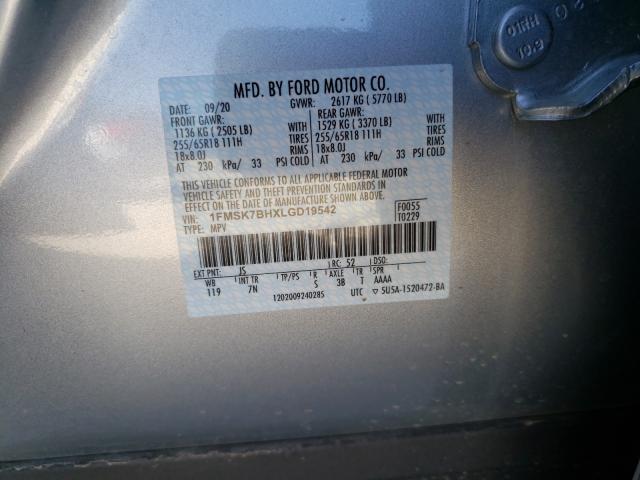 MFD. BY FORD MOTOR CO.
DATE: 09/20 GVWR: 2617 KG ( 5770 LB)
FRONT GAWR: REAR GAWR:
1136 KG ( 2505 LB) WITH 1529 KG ( 3370 LB) WITH
255/65R18 111H TIRES 255/65R18 111H TIRES
18x8.0J RIMS 18x8.0J RIMS
AT 230 kPa/ 33 PSI COLD AT 230 kPa/ 33 PSI COLD
THIS VEHICLE CONFORMS TO ALL APPLICABLE FEDERAL MOTOR
VEHICLE SAFETY AND THEFT PREVENTION STANDARDS IN
EFFECT ON THE DATE OF MANUFACTURE SHOWN ABOVE.
VIN: 1FMSK7BHXLGD19542 F0055
TYPE: MPV T0229
EXT PNT: JS RC: 52 DSO:
WB INT TR TP/PS R AXLE TR SPR
119 7N S 3B T AAAA
1202009240285 UTC ▽ 5U5A-1520472-BA